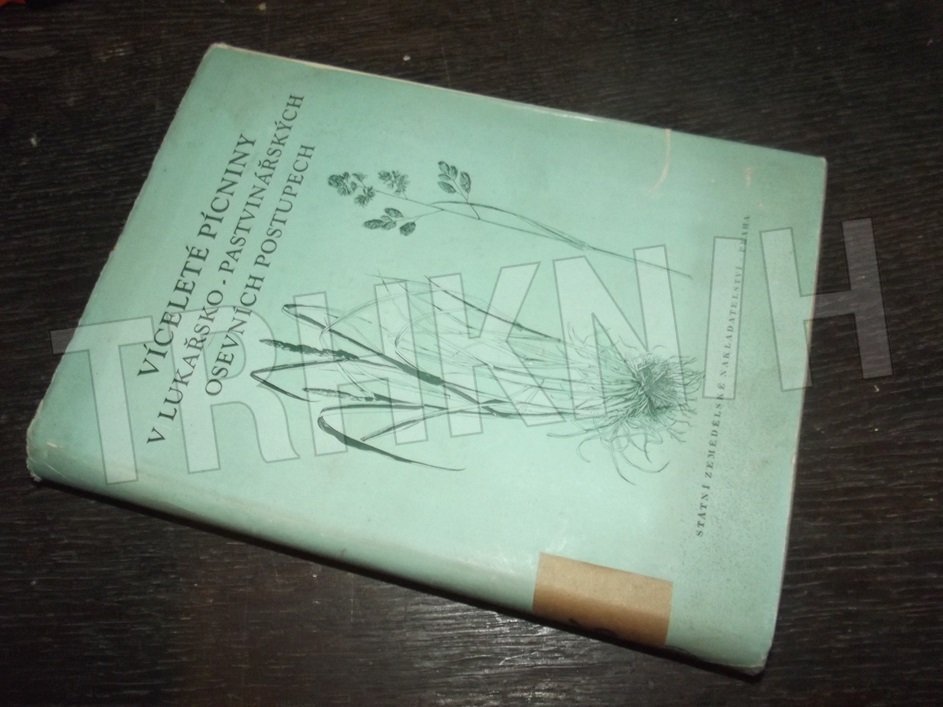 VÍCELETÉ PÍCNINY
V LUKAŘSKO - PASTVINÁŘSKÝCH
OSEVNÍCH POSTUPECH
STÁTNÍ ZEMĚDĚLSKÉ NAKLADATELSTVÍ - PRAHA
TRHKNIH